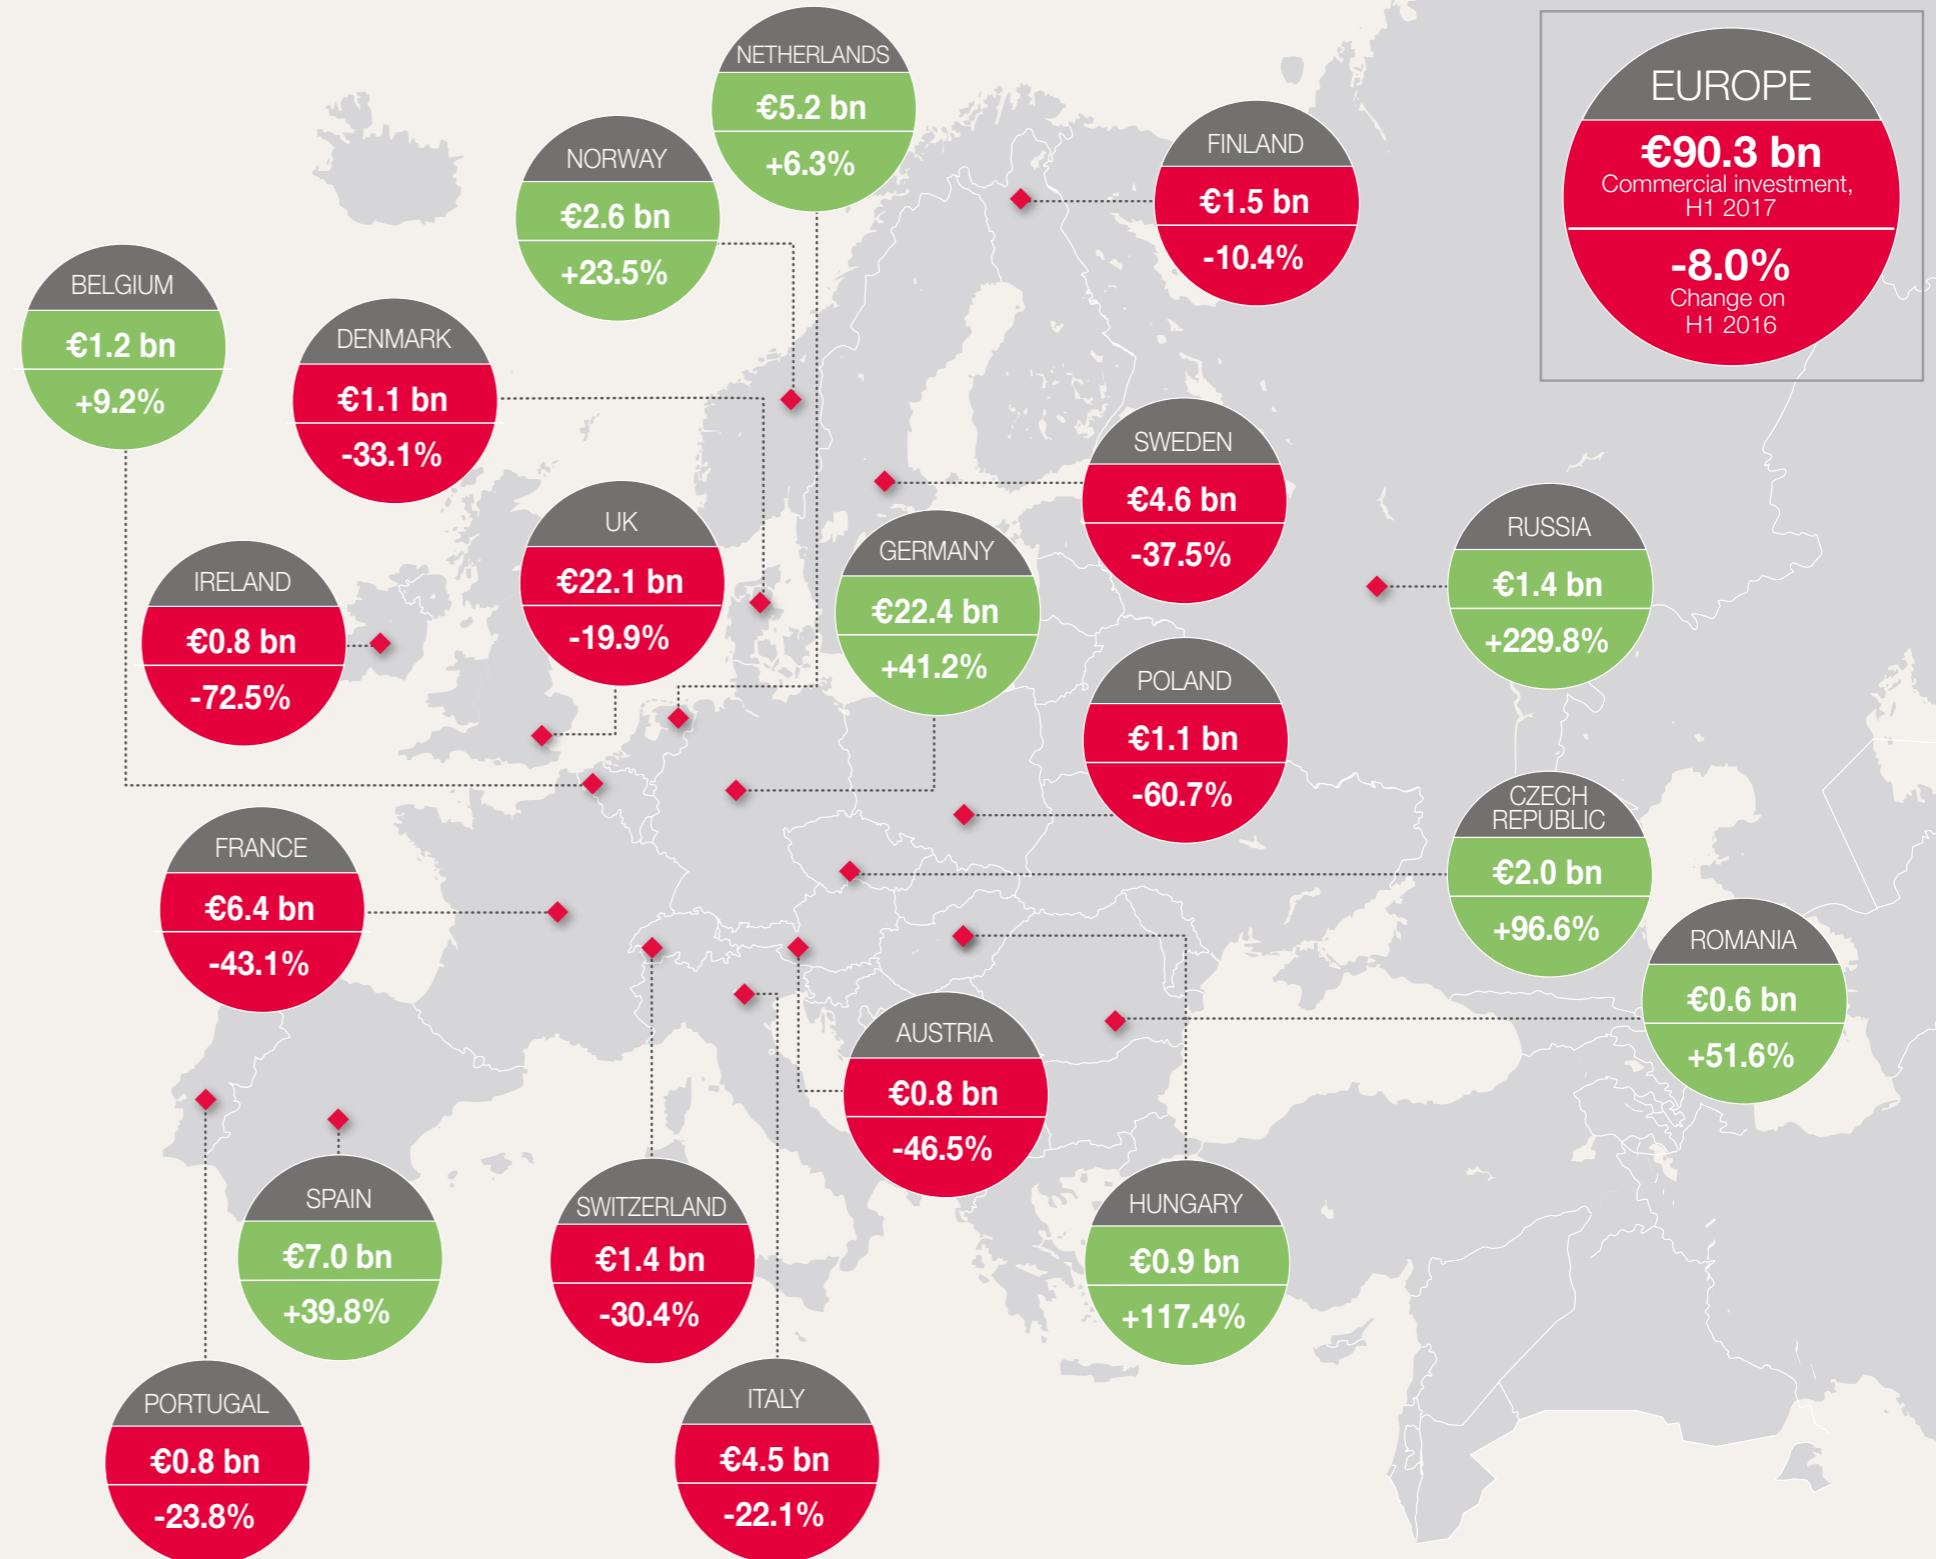 NETHERLANDS
€5.2 bn
+6.3%
EUROPE
€90.3 bn
Commercial investment,
H1 2017
-8.0%
Change on
H1 2016
NORWAY
€2.6 bn
+23.5%
FINLAND
€1.5 bn
-10.4%
BELGIUM
€1.2 bn
+9.2%
DENMARK
€1.1 bn
-33.1%
SWEDEN
€4.6 bn
-37.5%
UK
€22.1 bn
-19.9%
GERMANY
€22.4 bn
+41.2%
RUSSIA
€1.4 bn
+229.8%
IRELAND
€0.8 bn
-72.5%
POLAND
€1.1 bn
-60.7%
CZECH
REPUBLIC
€2.0 bn
+96.6%
FRANCE
€6.4 bn
-43.1%
ROMANIA
€0.6 bn
+51.6%
AUSTRIA
€0.8 bn
-46.5%
SPAIN
€7.0 bn
+39.8%
SWITZERLAND
€1.4 bn
-30.4%
HUNGARY
€0.9 bn
+117.4%
PORTUGAL
€0.8 bn
-23.8%
ITALY
€4.5 bn
-22.1%